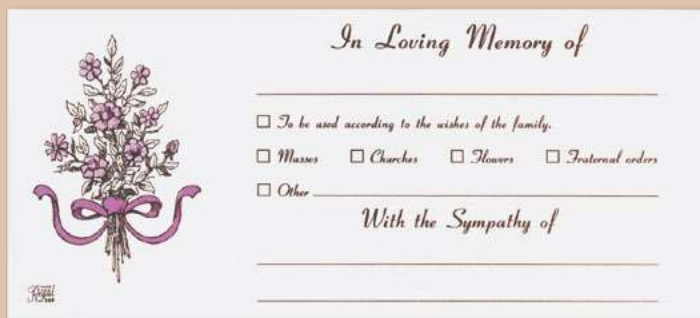 In Loving Memory of
To be used according to the wishes of the family.
Masses Churches Flowers Fraternal orders
Other
With the Sympathy of